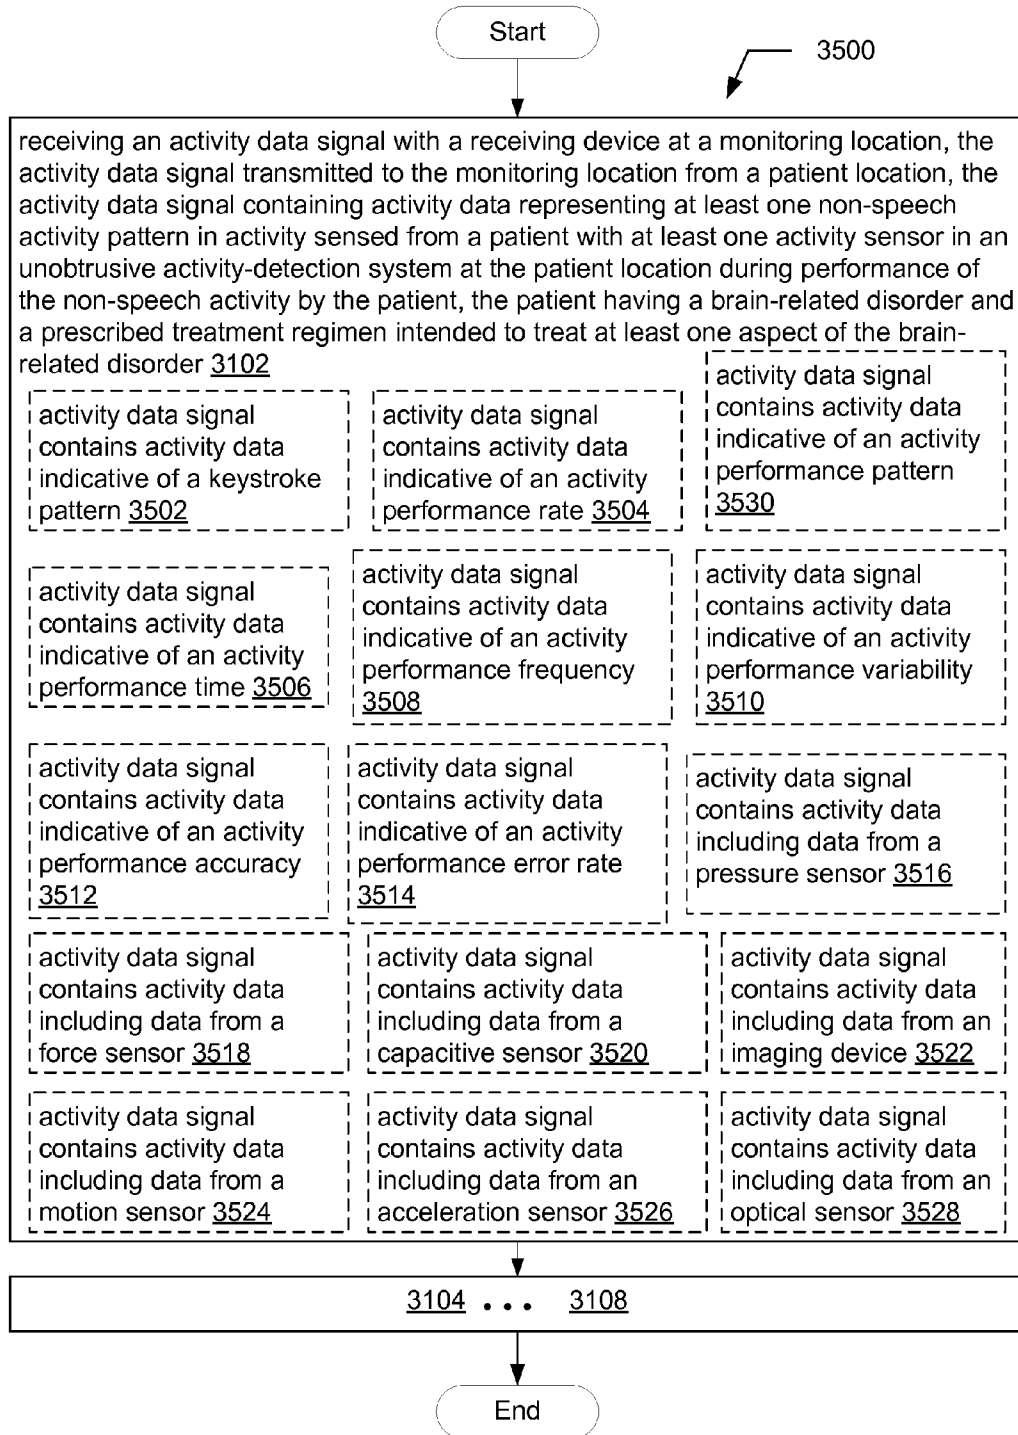 Start
3500
receiving an activity data signal with a receiving device at a monitoring location, the
activity data signal transmitted to the monitoring location from a patient location, the
activity data signal containing activity data representing at least one non-speech
activity pattern in activity sensed from a patient with at least one activity sensor in an
unobtrusive activity-detection system at the patient location during performance of
the non-speech activity by the patient, the patient having a brain-related disorder and
a prescribed treatment regimen intended to treat at least one aspect of the brain-
related disorder 3102
activity data signal
contains activity data
indicative of a keystroke
pattern 3502
activity data signal
contains activity data
indicative of an activity
performance rate 3504
activity data signal
contains activity data
indicative of an activity
performance pattern
3530
activity data signal
contains activity data
indicative of an activity
performance time 3506
activity data signal
contains activity data
indicative of an activity
performance frequency
3508
activity data signal
contains activity data
indicative of an activity
performance variability
3510
activity data signal
contains activity data
indicative of an activity
performance accuracy
3512
activity data signal
contains activity data
indicative of an activity
performance error rate
3514
activity data signal
contains activity data
including data from a
pressure sensor 3516
activity data signal
contains activity data
including data from a
force sensor 3518
activity data signal
contains activity data
including data from a
capacitive sensor 3520
activity data signal
contains activity data
including data from an
imaging device 3522
activity data signal
contains activity data
including data from a
motion sensor 3524
activity data signal
contains activity data
including data from an
acceleration sensor 3526
activity data signal
contains activity data
including data from an
optical sensor 3528
3104 • • • 3108
End